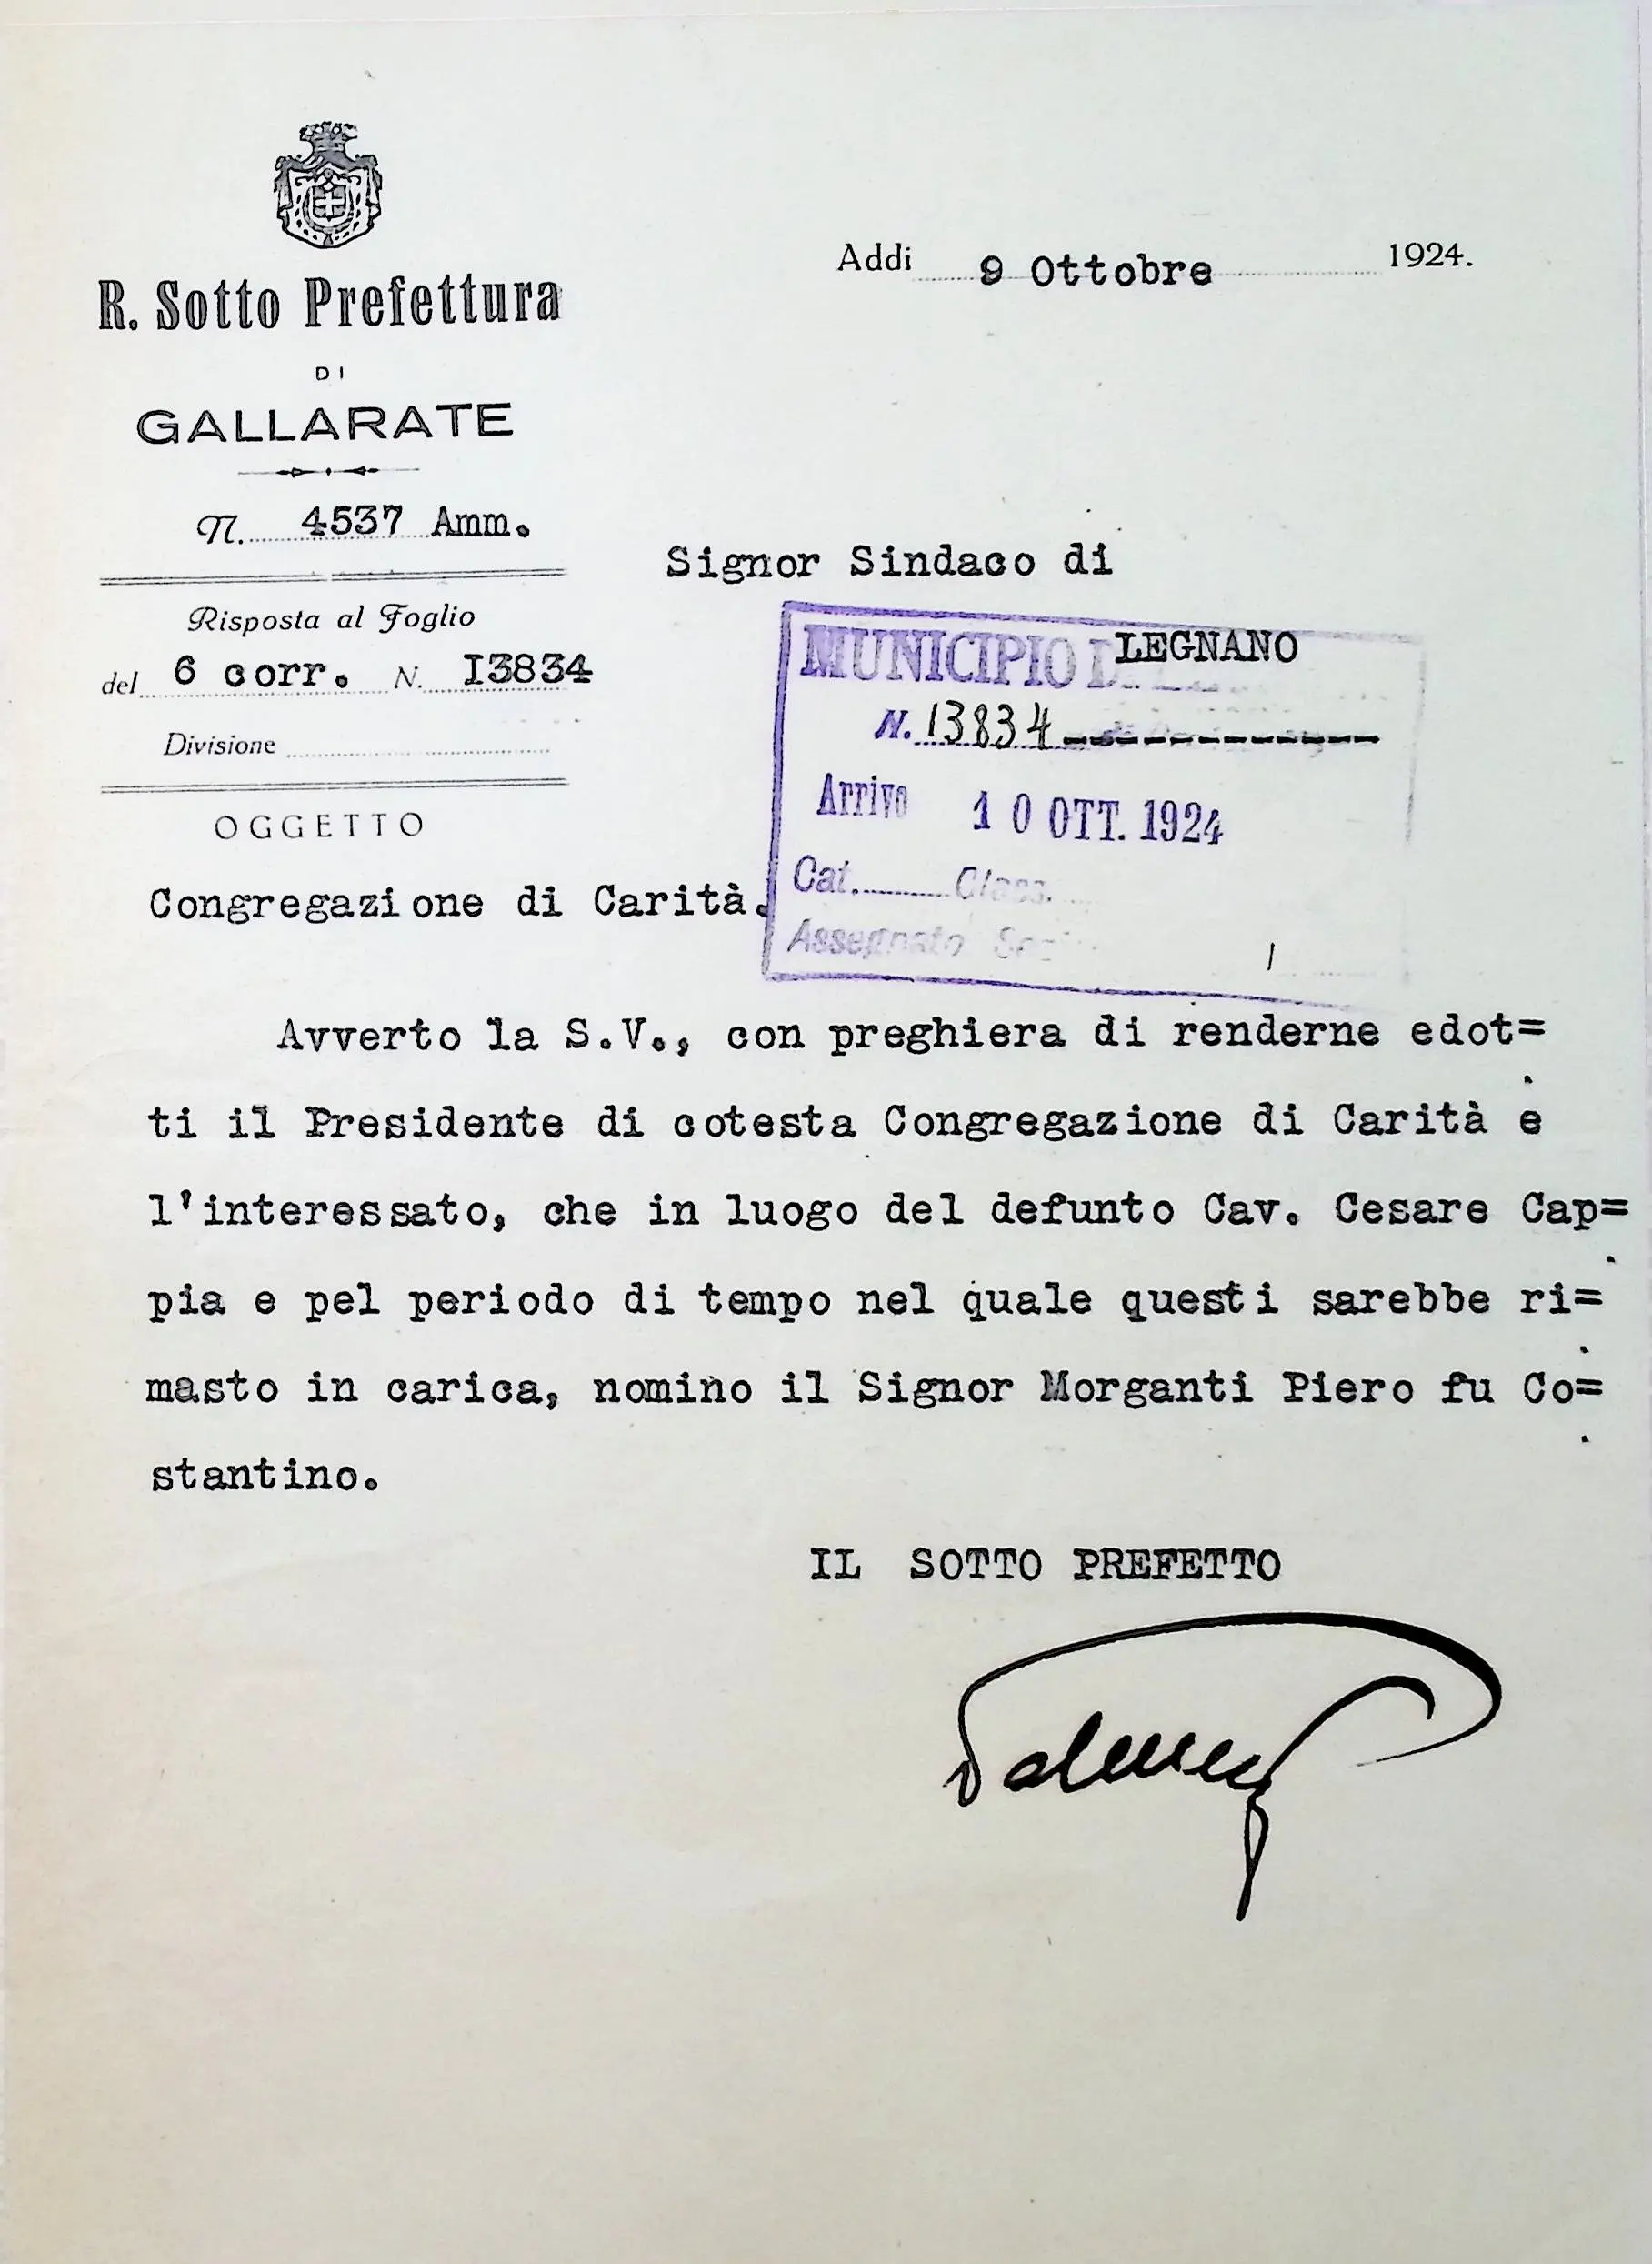 R. Sotto Prefettura
DI
GALLARATE
N. 4537 Amm.
Risposta al Foglio
del 6 corr. N. I3834
Divisione
OGGETTO
Congregazione di Carità.
Addi 9 Ottobre 1924.
Signor Sindaco di
LEGNANO
MUNICIPIO
N. 13834
Arrivo 10 OTT. 1924
Cat. Class.
Assegnato
Avverto la S.V., con preghiera di renderne edot=
ti il Presidente di cotesta Congregazione di Carità e
l'interessato, che in luogo del defunto Cav. Cesare Cap=
pia e pel periodo di tempo nel quale questi sarebbe ri=
masto in carica, nomino il Signor Morganti Piero fu Co=
stantino.
IL SOTTO PREFETTO